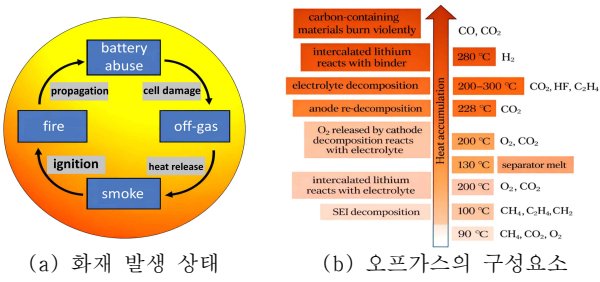 battery
abuse
propagation
cell damage
fire
off-gas
ignition
heat release
smoke
(a) 화재 발생 상태
carbon-containing
materials burn violently
CO, CO₂
intercalated lithium
reacts with binder
280 °C H₂
electrolyte decomposition
200–300 °C CO₂, HF, C₂H₄
anode re-decomposition
228 °C CO₂
O₂ released by cathode
decomposition reacts
with electrolyte
200 °C O₂, CO₂
130 °C separator melt
intercalated lithium
reacts with electrolyte
200 °C O₂, CO₂
SEI decomposition
100 °C CH₄, C₂H₄, CH₂
90 °C CH₄, CO₂, O₂
Heat accumulation
(b) 오프가스의 구성요소